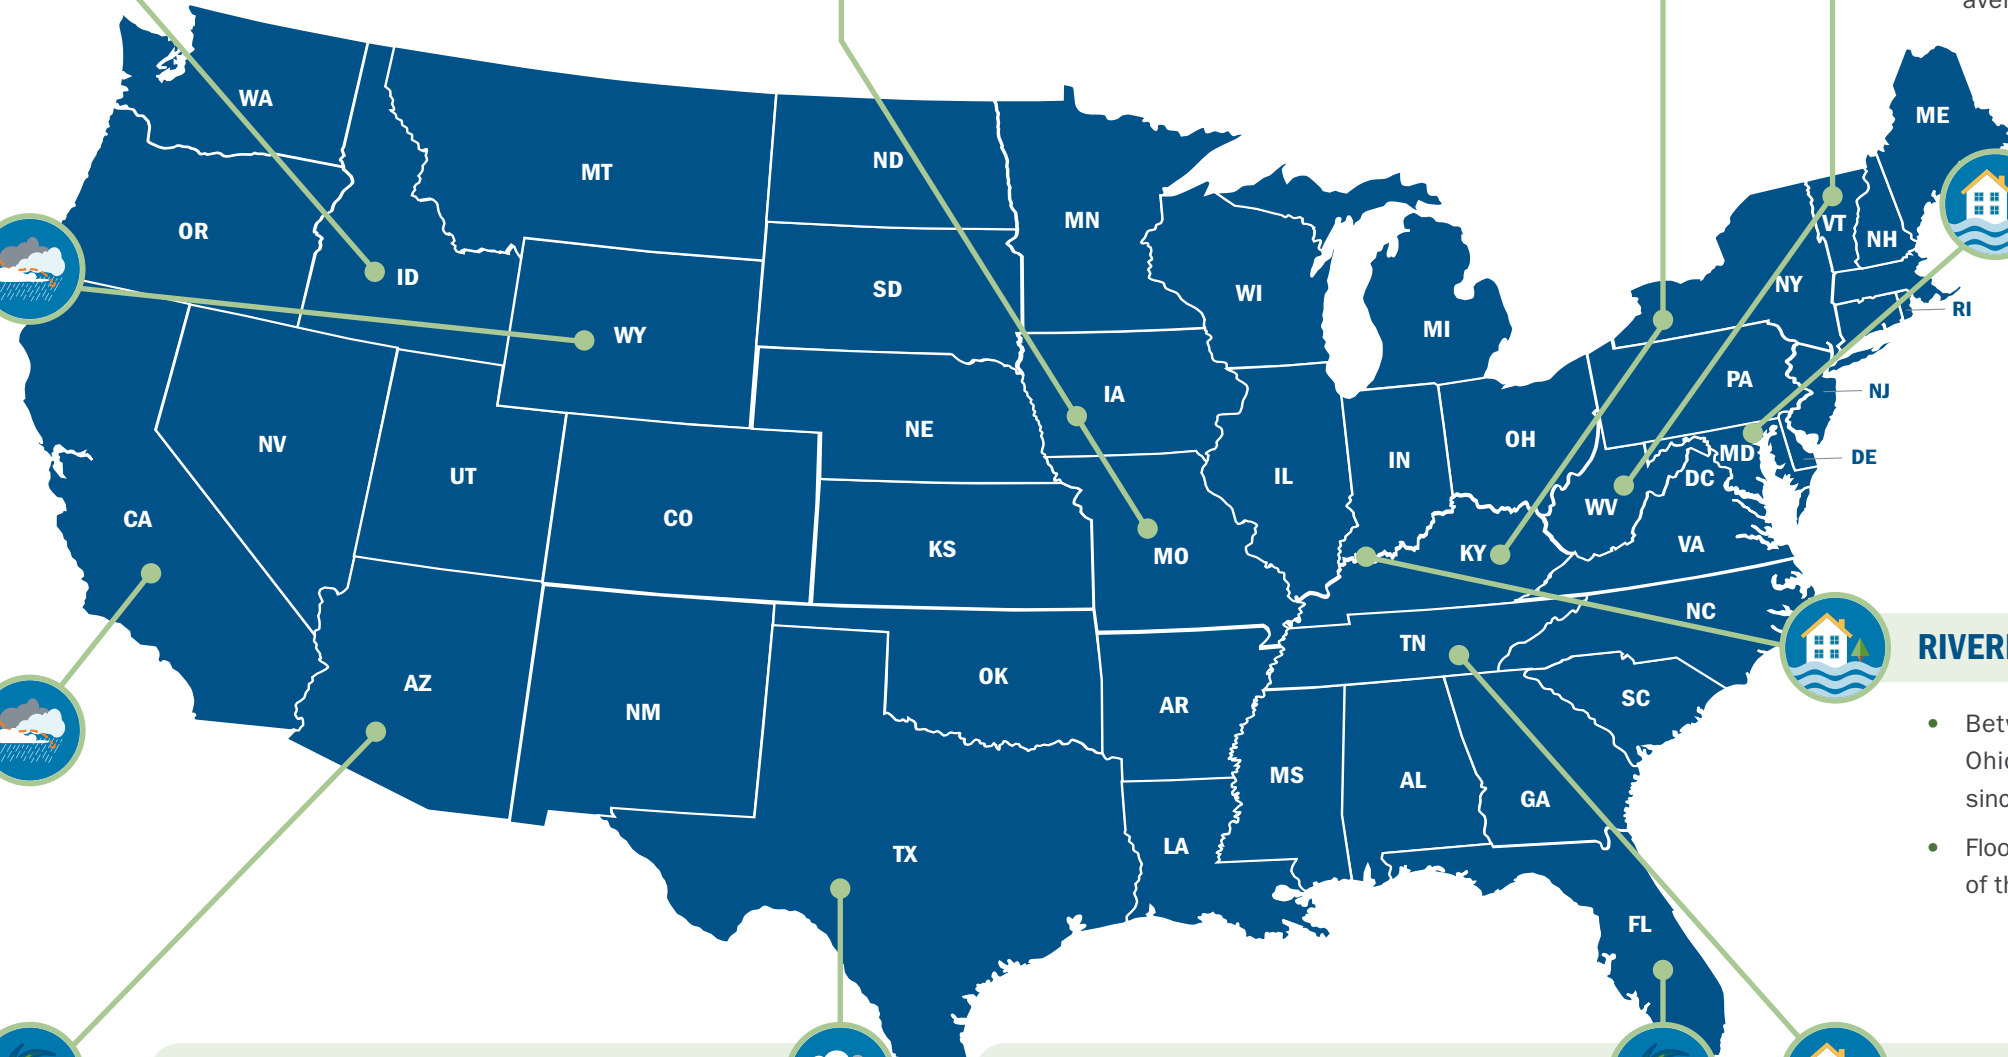 WA
ME
MT
ND
MN
OR
VT
NH
ID
SD
WI
NY
RI
WY
MI
IA
PA
NJ
NE
NV
OH
MD
DE
UT
IN
IL
DC
CA
CO
WV
KS
MO
KY
VA
NC
TN
AZ
OK
NM
AR
SC
MS
AL
GA
TX
LA
FL
•
•
of